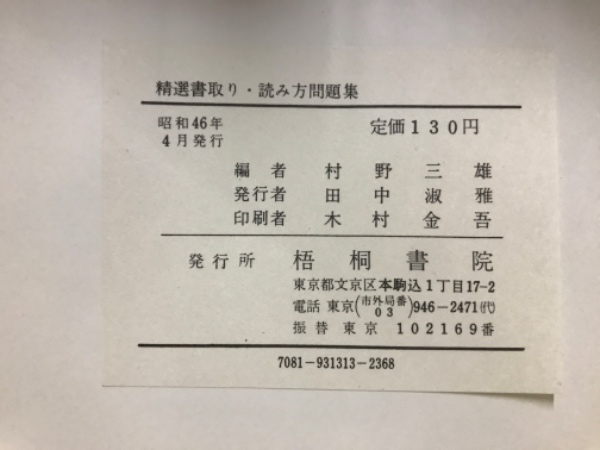 精選書取り・読み方問題集
昭和46年
4月発行
定価130円
編者 村野三雄
発行者 田中淑雅
印刷者 木村金吾
発行所 梧桐書院
東京都文京区本駒込1丁目17-2
電話 東京(市外局番03)946-2471㈹
振替 東京 102169番
7081-931313-2368